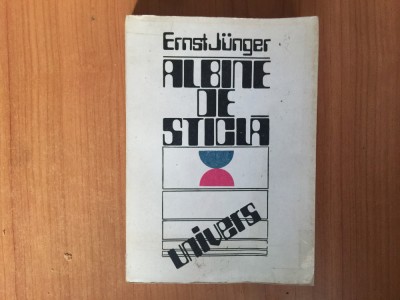 Ernst Jünger
ALBINE
DE
STICLĂ
univers